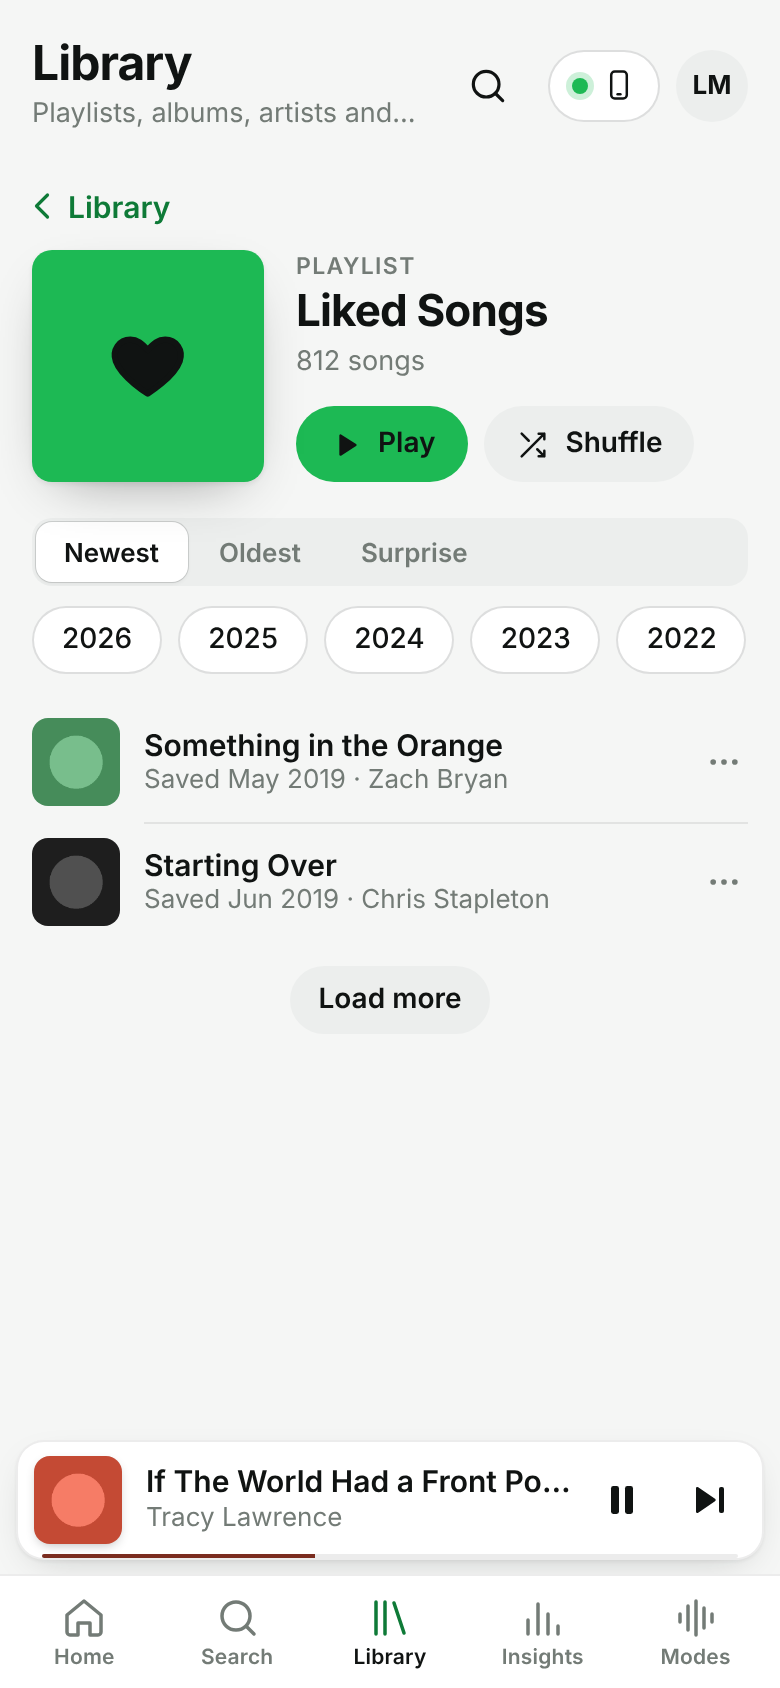 Library
Playlists, albums, artists and...
LM
Library
PLAYLIST
Liked Songs
812 songs
Play
Shuffle
Newest
Oldest
Surprise
2026
2025
2024
2023
2022
Something in the Orange
Saved May 2019 · Zach Bryan
Starting Over
Saved Jun 2019 · Chris Stapleton
Load more
If The World Had a Front Po...
Tracy Lawrence
Home
Search
Library
Insights
Modes